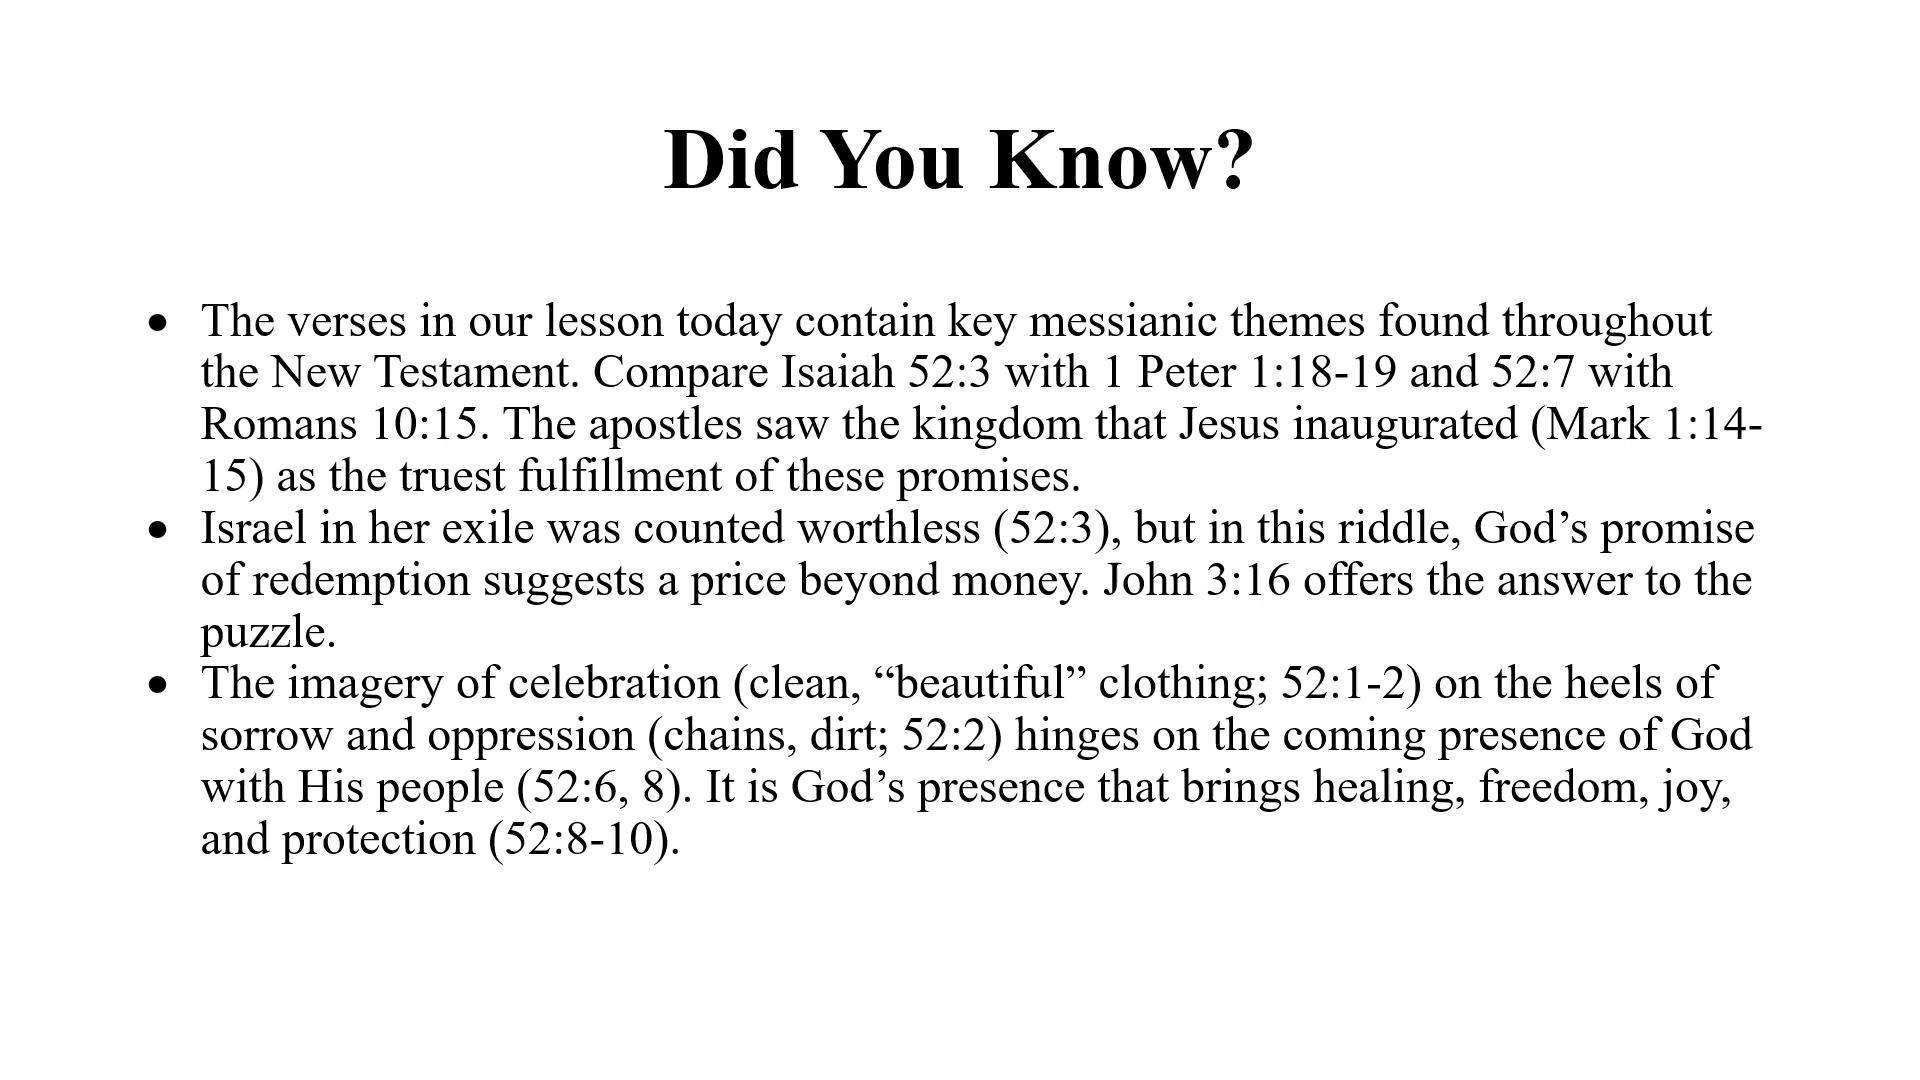 Did You Know?
• The verses in our lesson today contain key messianic themes found throughout
the New Testament. Compare Isaiah 52:3 with 1 Peter 1:18-19 and 52:7 with
Romans 10:15. The apostles saw the kingdom that Jesus inaugurated (Mark 1:14-
15) as the truest fulfillment of these promises.
• Israel in her exile was counted worthless (52:3), but in this riddle, God’s promise
of redemption suggests a price beyond money. John 3:16 offers the answer to the
puzzle.
• The imagery of celebration (clean, “beautiful” clothing; 52:1-2) on the heels of
sorrow and oppression (chains, dirt; 52:2) hinges on the coming presence of God
with His people (52:6, 8). It is God’s presence that brings healing, freedom, joy,
and protection (52:8-10).